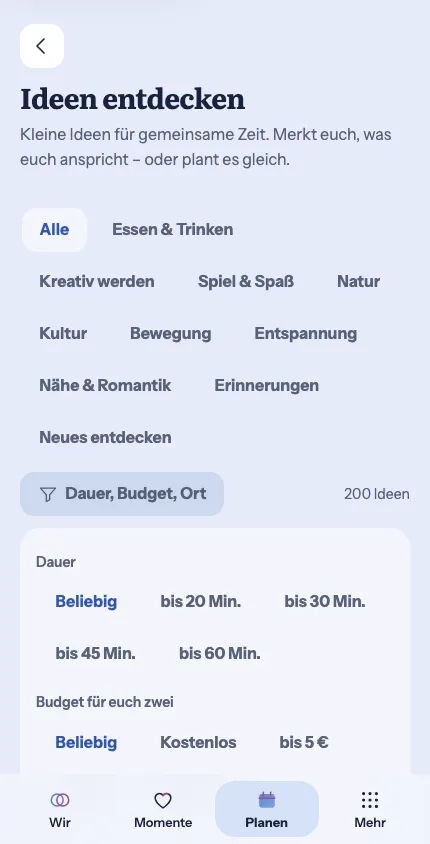 Ideen entdecken
Kleine Ideen für gemeinsame Zeit. Merkt euch, was
euch anspricht – oder plant es gleich.
Alle Essen & Trinken
Kreativ werden Spiel & Spaß Natur
Kultur Bewegung Entspannung
Nähe & Romantik Erinnerungen
Neues entdecken
Dauer, Budget, Ort 200 Ideen
Dauer
Beliebig bis 20 Min. bis 30 Min.
bis 45 Min. bis 60 Min.
Budget für euch zwei
Beliebig Kostenlos bis 5 €
Wir Momente Planen Mehr